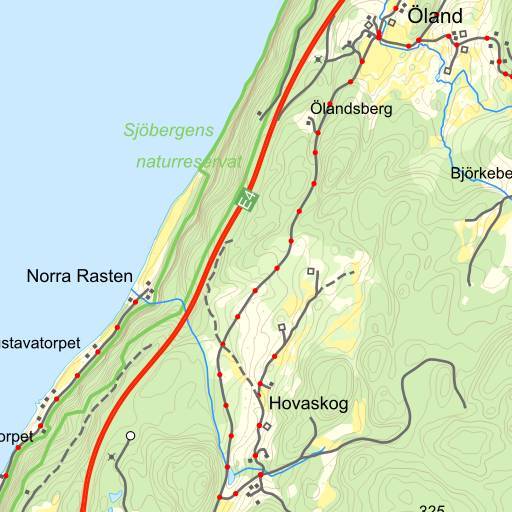 Öland
Ölandsberg
Sjöbergens
naturreservat
Björkebe
E4
Norra Rasten
stavatorpet
Hovaskog
orpet
325